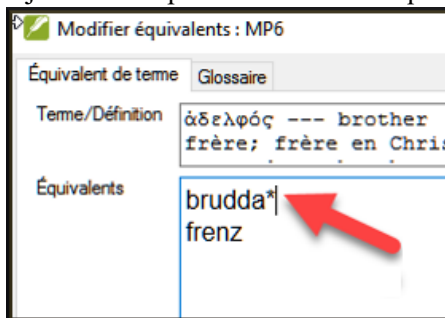 Modifier équivalents : MP6
Équivalent de terme Glossaire
Terme/Définition ἀδελφός --- brother
frère; frère en Chris
Équivalents
brudda*
frenz